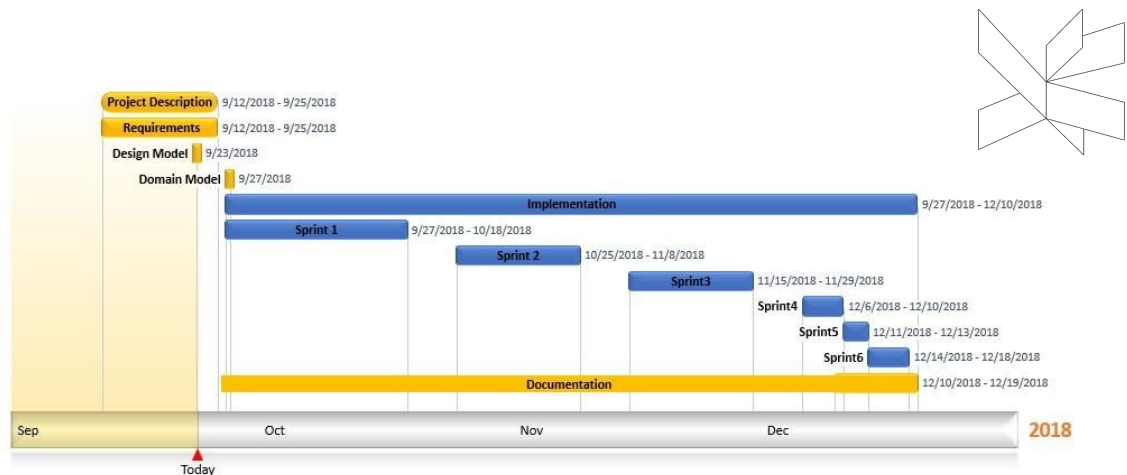 Project Description 9/12/2018 - 9/25/2018
Requirements 9/12/2018 - 9/25/2018
Design Model 9/23/2018
Domain Model 9/27/2018
Implementation 9/27/2018 - 12/10/2018
Sprint 1 9/27/2018 - 10/18/2018
Sprint 2 10/25/2018 - 11/8/2018
Sprint3 11/15/2018 - 11/29/2018
Sprint4 12/6/2018 - 12/10/2018
Sprint5 12/11/2018 - 12/13/2018
Sprint6 12/14/2018 - 12/18/2018
Documentation 12/10/2018 - 12/19/2018
Sep Oct Nov Dec 2018
Today